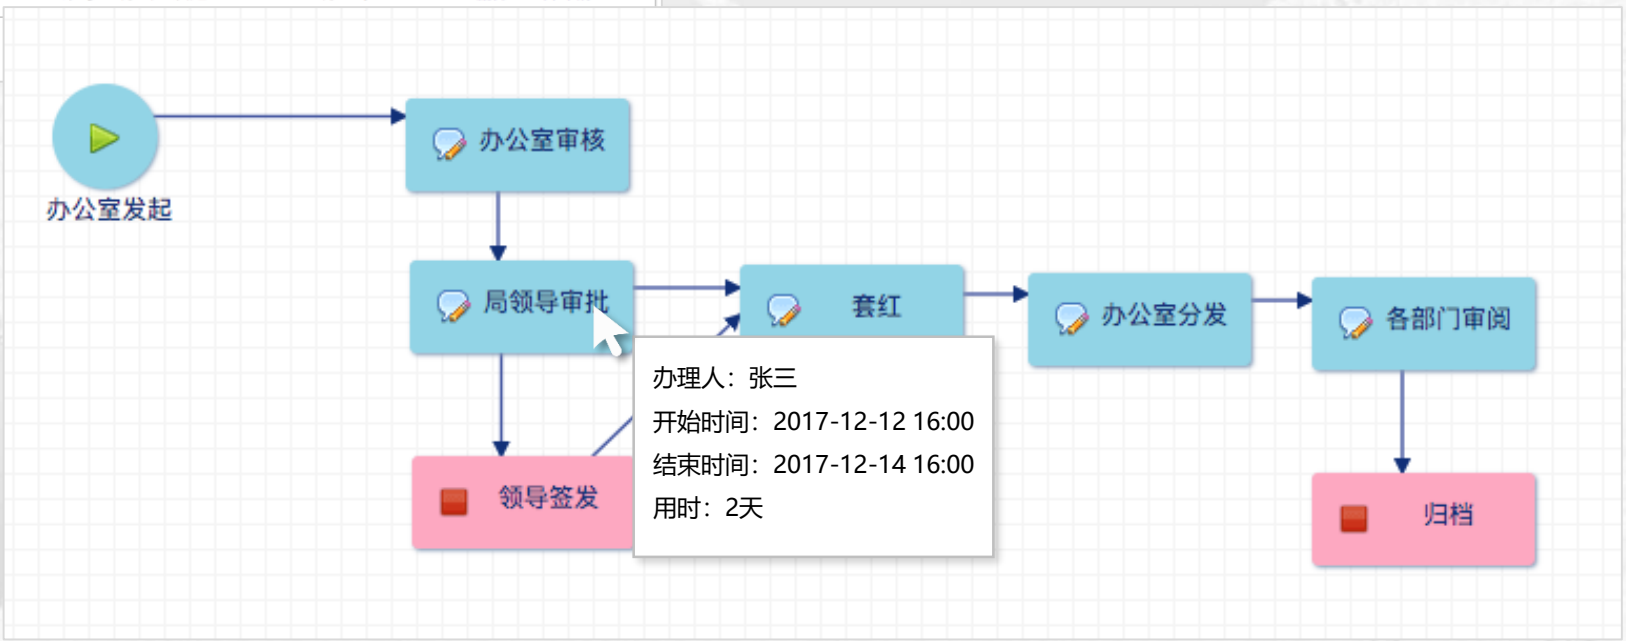 办公室审核
办公室发起
局领导审批
套红
办公室分发
各部门审阅
办理人：张三
开始时间：2017-12-12 16:00
结束时间：2017-12-14 16:00
用时：2天
领导签发
归档